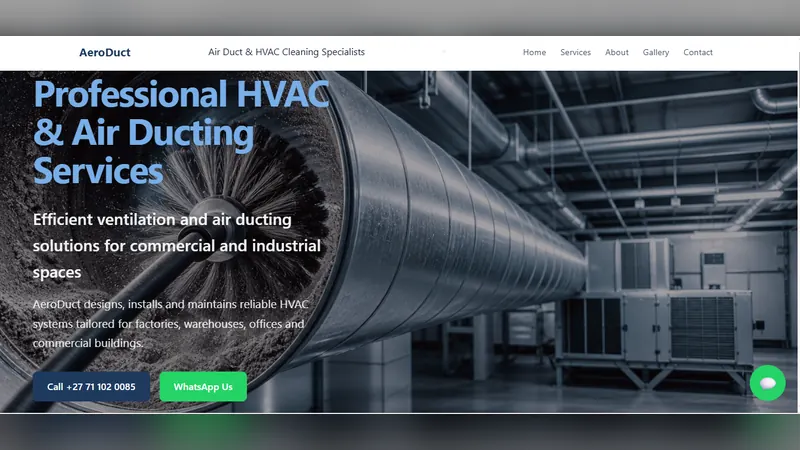 AeroDuct
Air Duct & HVAC Cleaning Specialists
Home Services About Gallery Contact
Professional HVAC
& Air Ducting
Services
Efficient ventilation and air ducting
solutions for commercial and industrial
spaces
AeroDuct designs, installs and maintains reliable HVAC
systems tailored for factories, warehouses, offices and
commercial buildings.
Call +27 71 102 0085
WhatsApp Us